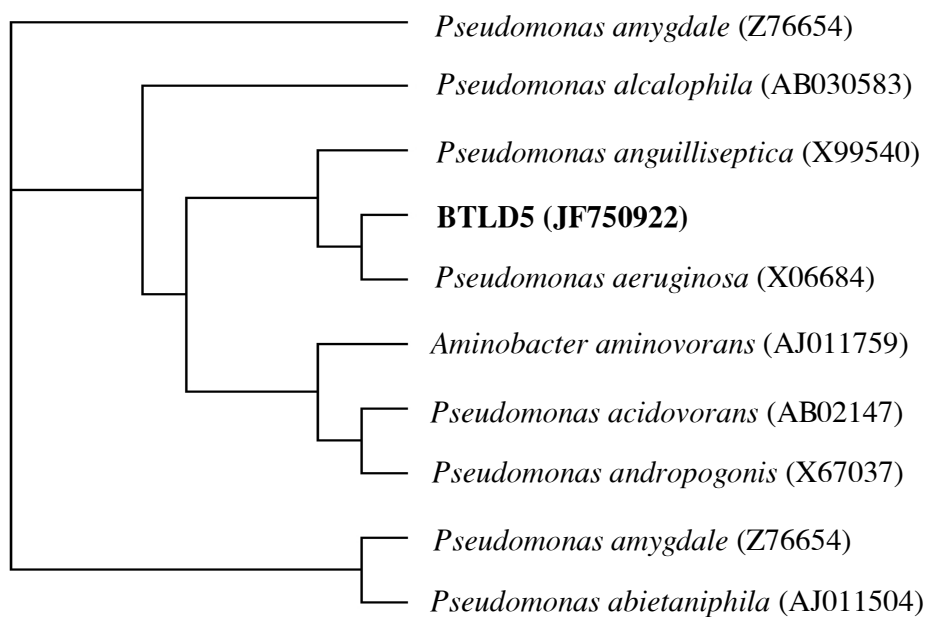 Pseudomonas amygdale (Z76654)
Pseudomonas alcalophila (AB030583)
Pseudomonas anguilliseptica (X99540)
BTLD5 (JF750922)
Pseudomonas aeruginosa (X06684)
Aminobacter aminovorans (AJ011759)
Pseudomonas acidovorans (AB02147)
Pseudomonas andropogonis (X67037)
Pseudomonas amygdale (Z76654)
Pseudomonas abietaniphila (AJ011504)